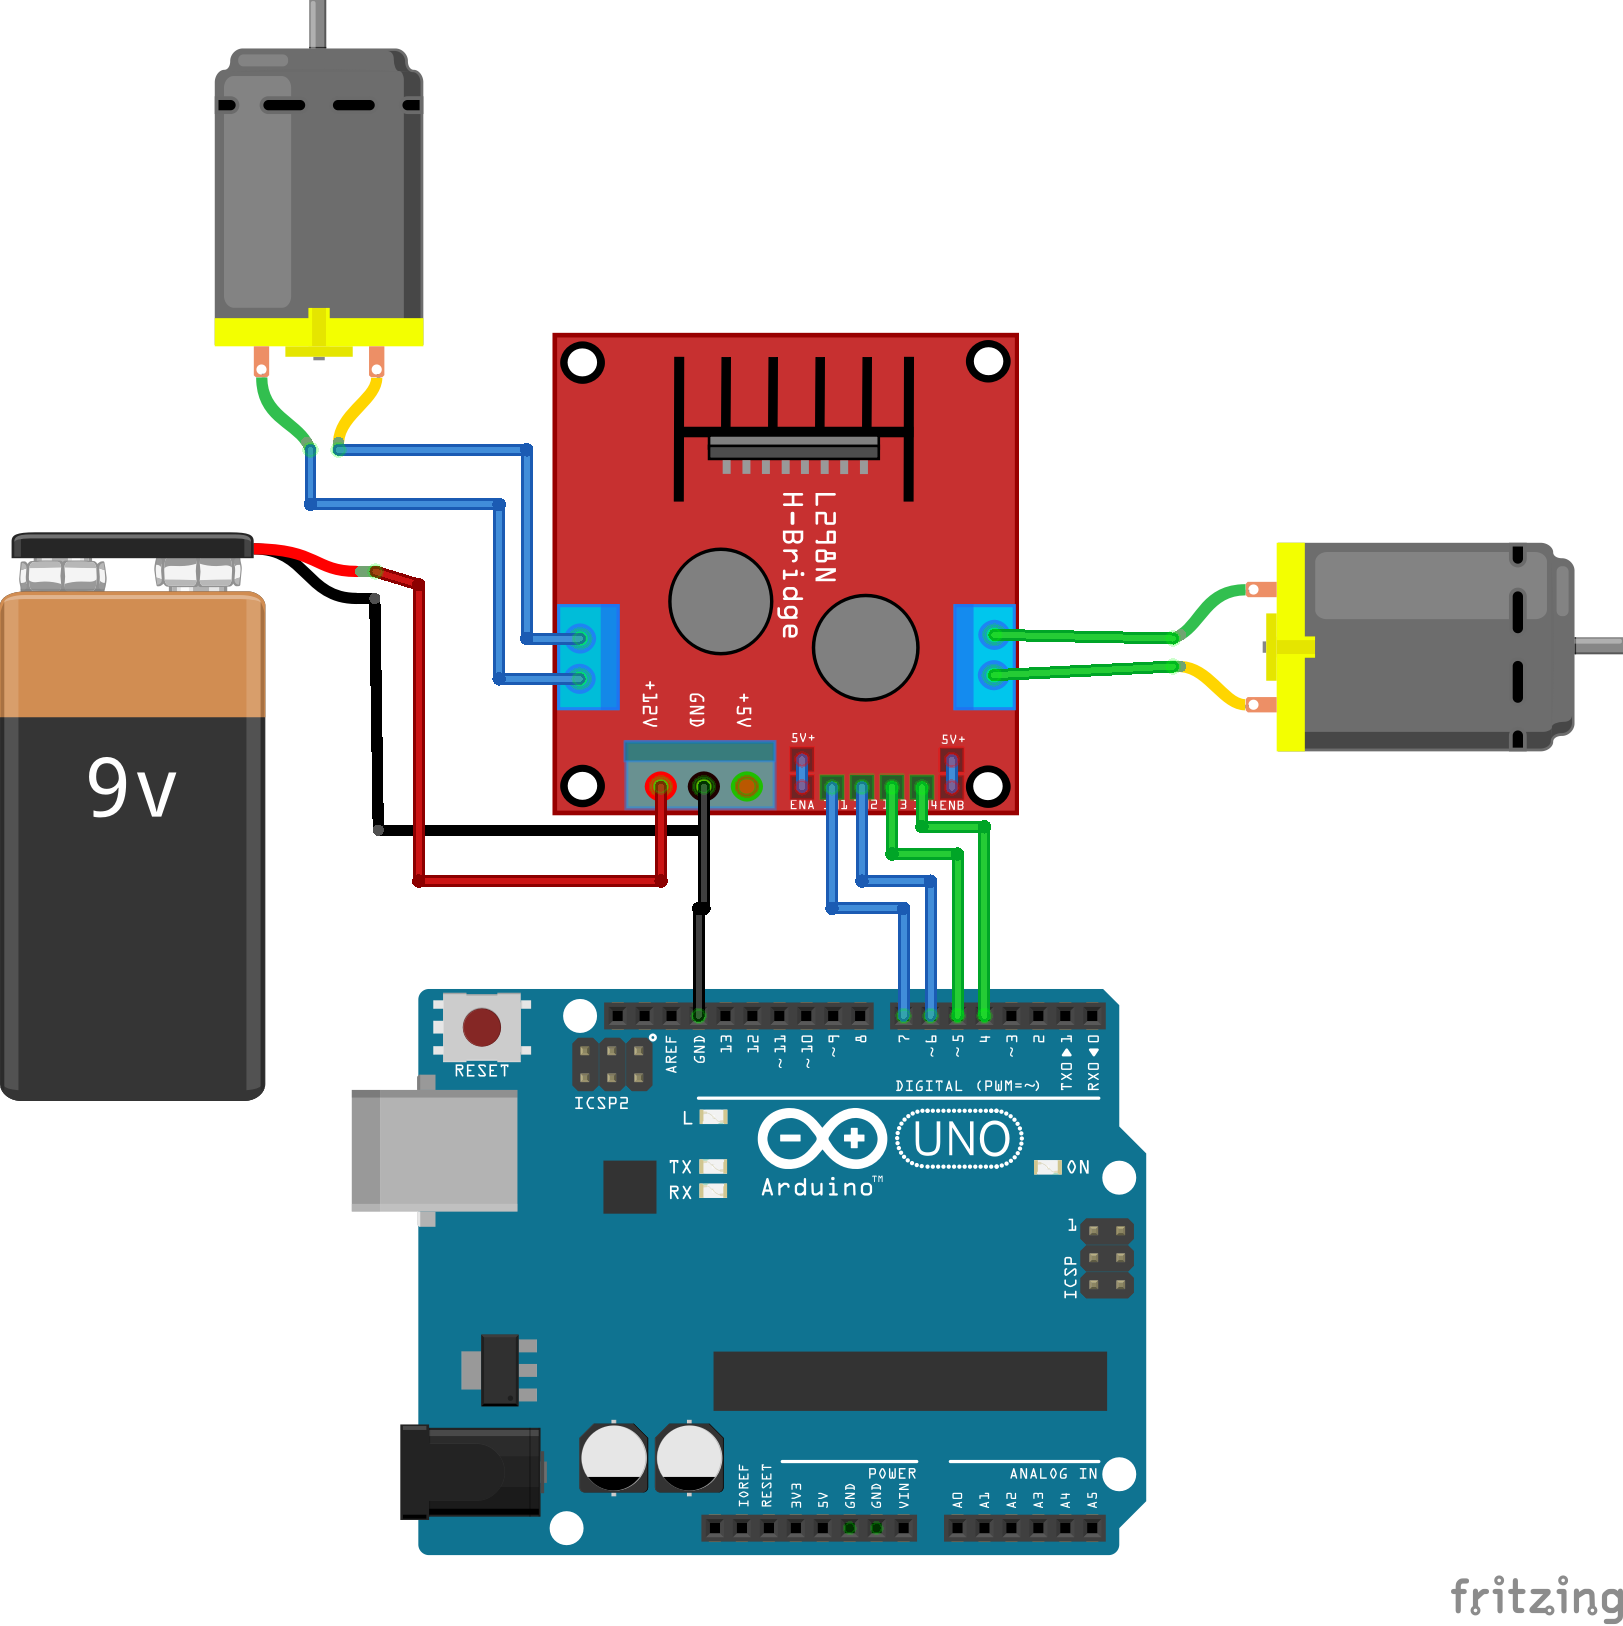 L298N
H-Bridge
9v
+12V
GND
+5V
5V+
5V+
ENA
ENB
RESET
AREF
GND
13
12
~11
~10
~9
8
7
~6
~5
4
~3
2
TX0▶1
RX0◀0
DIGITAL (PWM=~)
ICSP2
L
TX
RX
UNO
Arduino™
ON
1
ICSP
POWER
ANALOG IN
IOREF
RESET
3V3
5V
GND
GND
VIN
A0
A1
A2
A3
A4
A5
fritzing